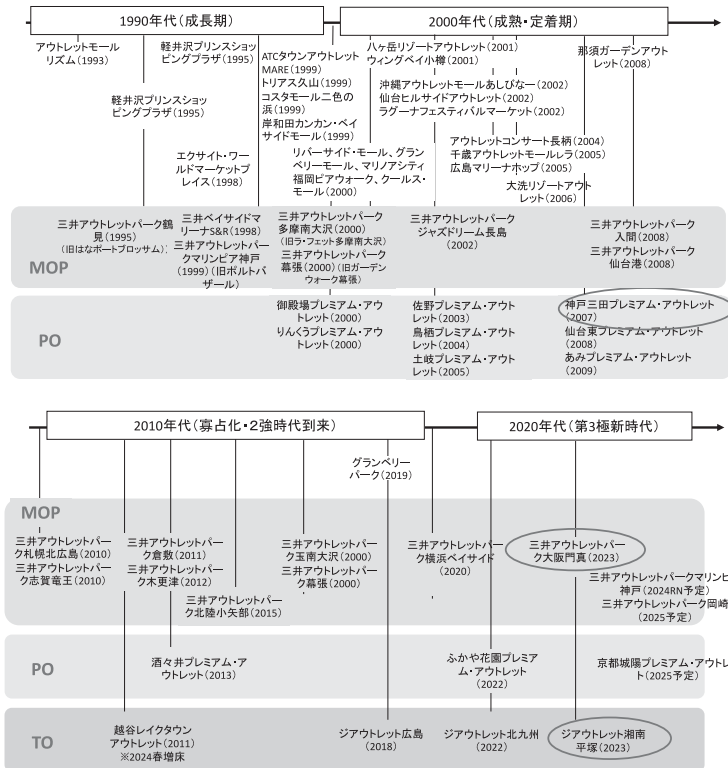 1990年代（成長期）
2000年代（成熟・定着期）
アウトレットモール
リズム（1993）
軽井沢プリンスショッ
ピングプラザ（1995）
軽井沢プリンスショッ
ピングプラザ（1995）
エクサイト・ワー
ルドマーケットプ
レイス（1998）
ATCタウンアウトレット
MARE（1999）
トリアス久山（1999）
コスタモール二色の
浜（1999）
岸和田カンカン・ベイ
サイドモール（1999）
リバーサイド・モール、グラン
ベリーモール、マリノアシティ
福岡ピアウォーク、クールス・
モール（2000）
八ヶ岳リゾートアウトレット（2001）
ウィングベイ小樽（2001）
沖縄アウトレットモールあしびなー（2002）
仙台ヒルサイドアウトレット（2002）
ラグーナフェスティバルマーケット（2002）
アウトレットコンサート長柄（2004）
千歳アウトレットモールレラ（2005）
広島マリーナホップ（2005）
大洗リゾートアウト
レット（2006）
那須ガーデンアウト
レット（2008）
MOP
三井アウトレットパーク鶴
見（1995）
（旧はなポートブロッサム）
三井ベイサイドマ
リーナS&R（1998）
三井アウトレットパー
クマリンピア神戸
（1999）（旧ポルトバ
ザール）
三井アウトレットパーク
多摩南大沢（2000）
（旧ラ・フェット多摩南大沢）
三井アウトレットパーク
幕張（2000）（旧ガーデン
ウォーク幕張）
三井アウトレットパーク
ジャズドリーム長島
（2002）
三井アウトレットパーク
入間（2008）
三井アウトレットパーク
仙台港（2008）
PO
御殿場プレミアム・アウ
トレット（2000）
りんくうプレミアム・アウ
トレット（2000）
佐野プレミアム・アウト
レット（2003）
鳥栖プレミアム・アウト
レット（2004）
土岐プレミアム・アウト
レット（2005）
神戸三田プレミアム・アウトレット
（2007）
仙台東プレミアム・アウトレット
（2008）
あみプレミアム・アウトレット
（2009）
2010年代（寡占化・2強時代到来）
2020年代（第3極新時代）
グランベリー
パーク（2019）
MOP
三井アウトレットパー
ク札幌北広島（2010）
三井アウトレットパー
ク志賀竜王（2010）
三井アウトレットパー
ク倉敷（2011）
三井アウトレットパー
ク木更津（2012）
三井アウトレットパー
ク北陸小矢部（2015）
三井アウトレットパー
ク玉南大沢（2000）
三井アウトレットパー
ク幕張（2000）
三井アウトレットパー
ク横浜ベイサイド
（2020）
三井アウトレットパー
ク大阪門真（2023）
三井アウトレットパークマリンピ
神戸（2024RN予定）
三井アウトレットパーク岡崎
（2025予定）
PO
酒々井プレミアム・ア
ウトレット（2013）
ふかや花園プレミア
ム・アウトレット
（2022）
京都城陽プレミアム・アウトレ
ト（2025予定）
TO
越谷レイクタウン
アウトレット（2011）
※2024春増床
ジアウトレット広島
（2018）
ジアウトレット北九州
（2022）
ジアウトレット湘南
平塚（2023）